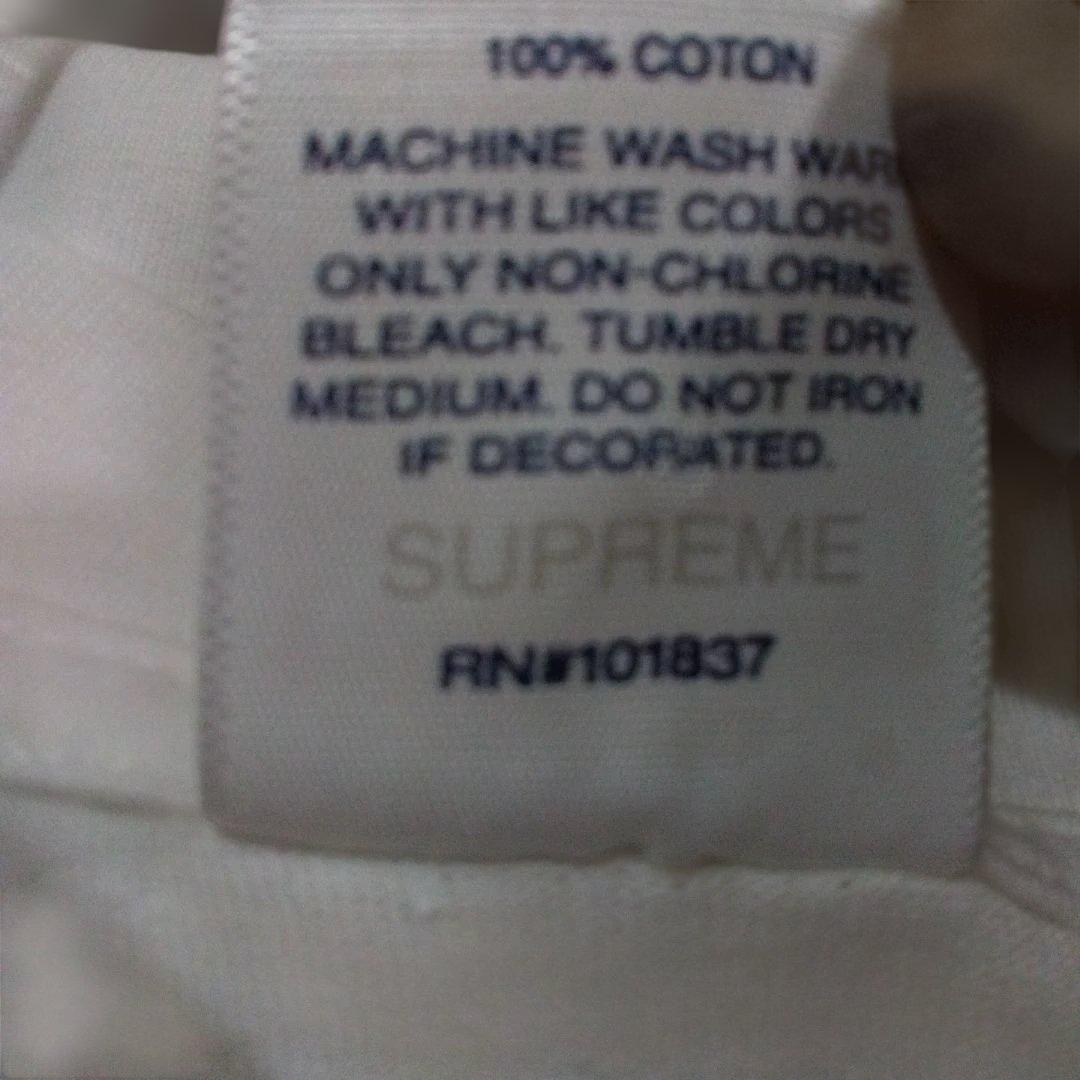 100% COTON
MACHINE WASH WAR
WITH LIKE COLORS
ONLY NON-CHLORINE
BLEACH. TUMBLE DRY
MEDIUM. DO NOT IRON
IF DECORATED.
SUPREME
RN#101837